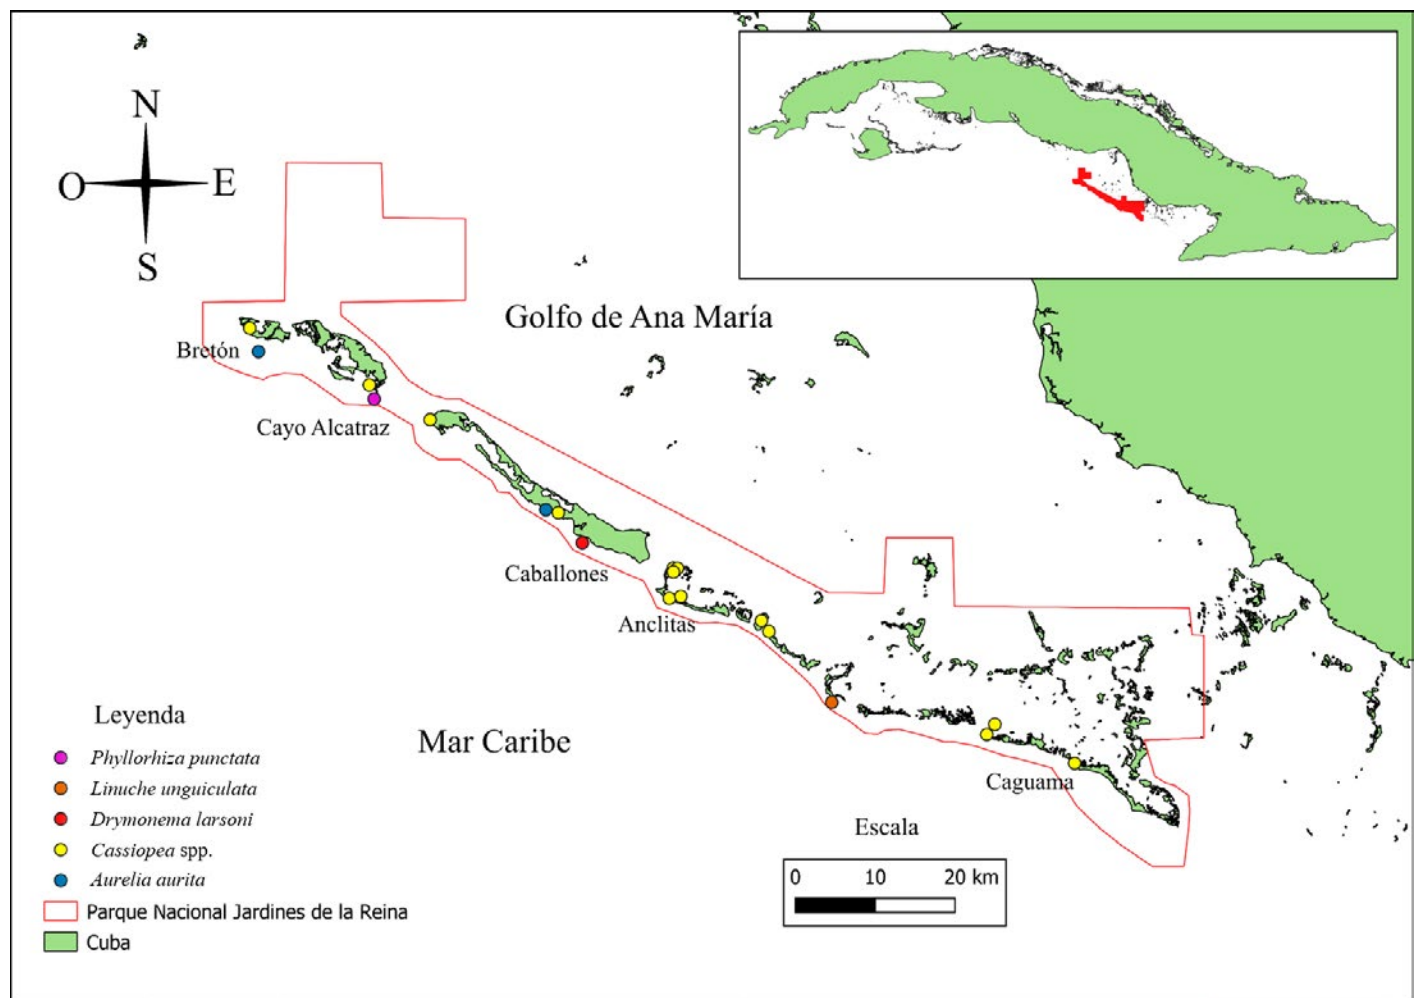 N
O
E
S
Golfo de Ana María
Bretón
Cayo Alcatraz
Caballones
Anclitas
Mar Caribe
Caguama
Escala
0 10 20 km
Leyenda
Phyllorhiza punctata
Linuche unguiculata
Drymonema larsoni
Cassiopea spp.
Aurelia aurita
Parque Nacional Jardines de la Reina
Cuba